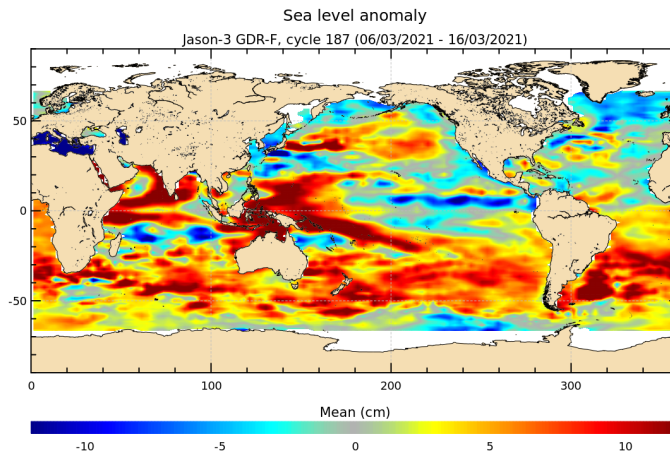 Sea level anomaly
Jason-3 GDR-F, cycle 187 (06/03/2021 - 16/03/2021)
50
0
-50
0 100 200 300
Mean (cm)
-10 -5 0 5 10